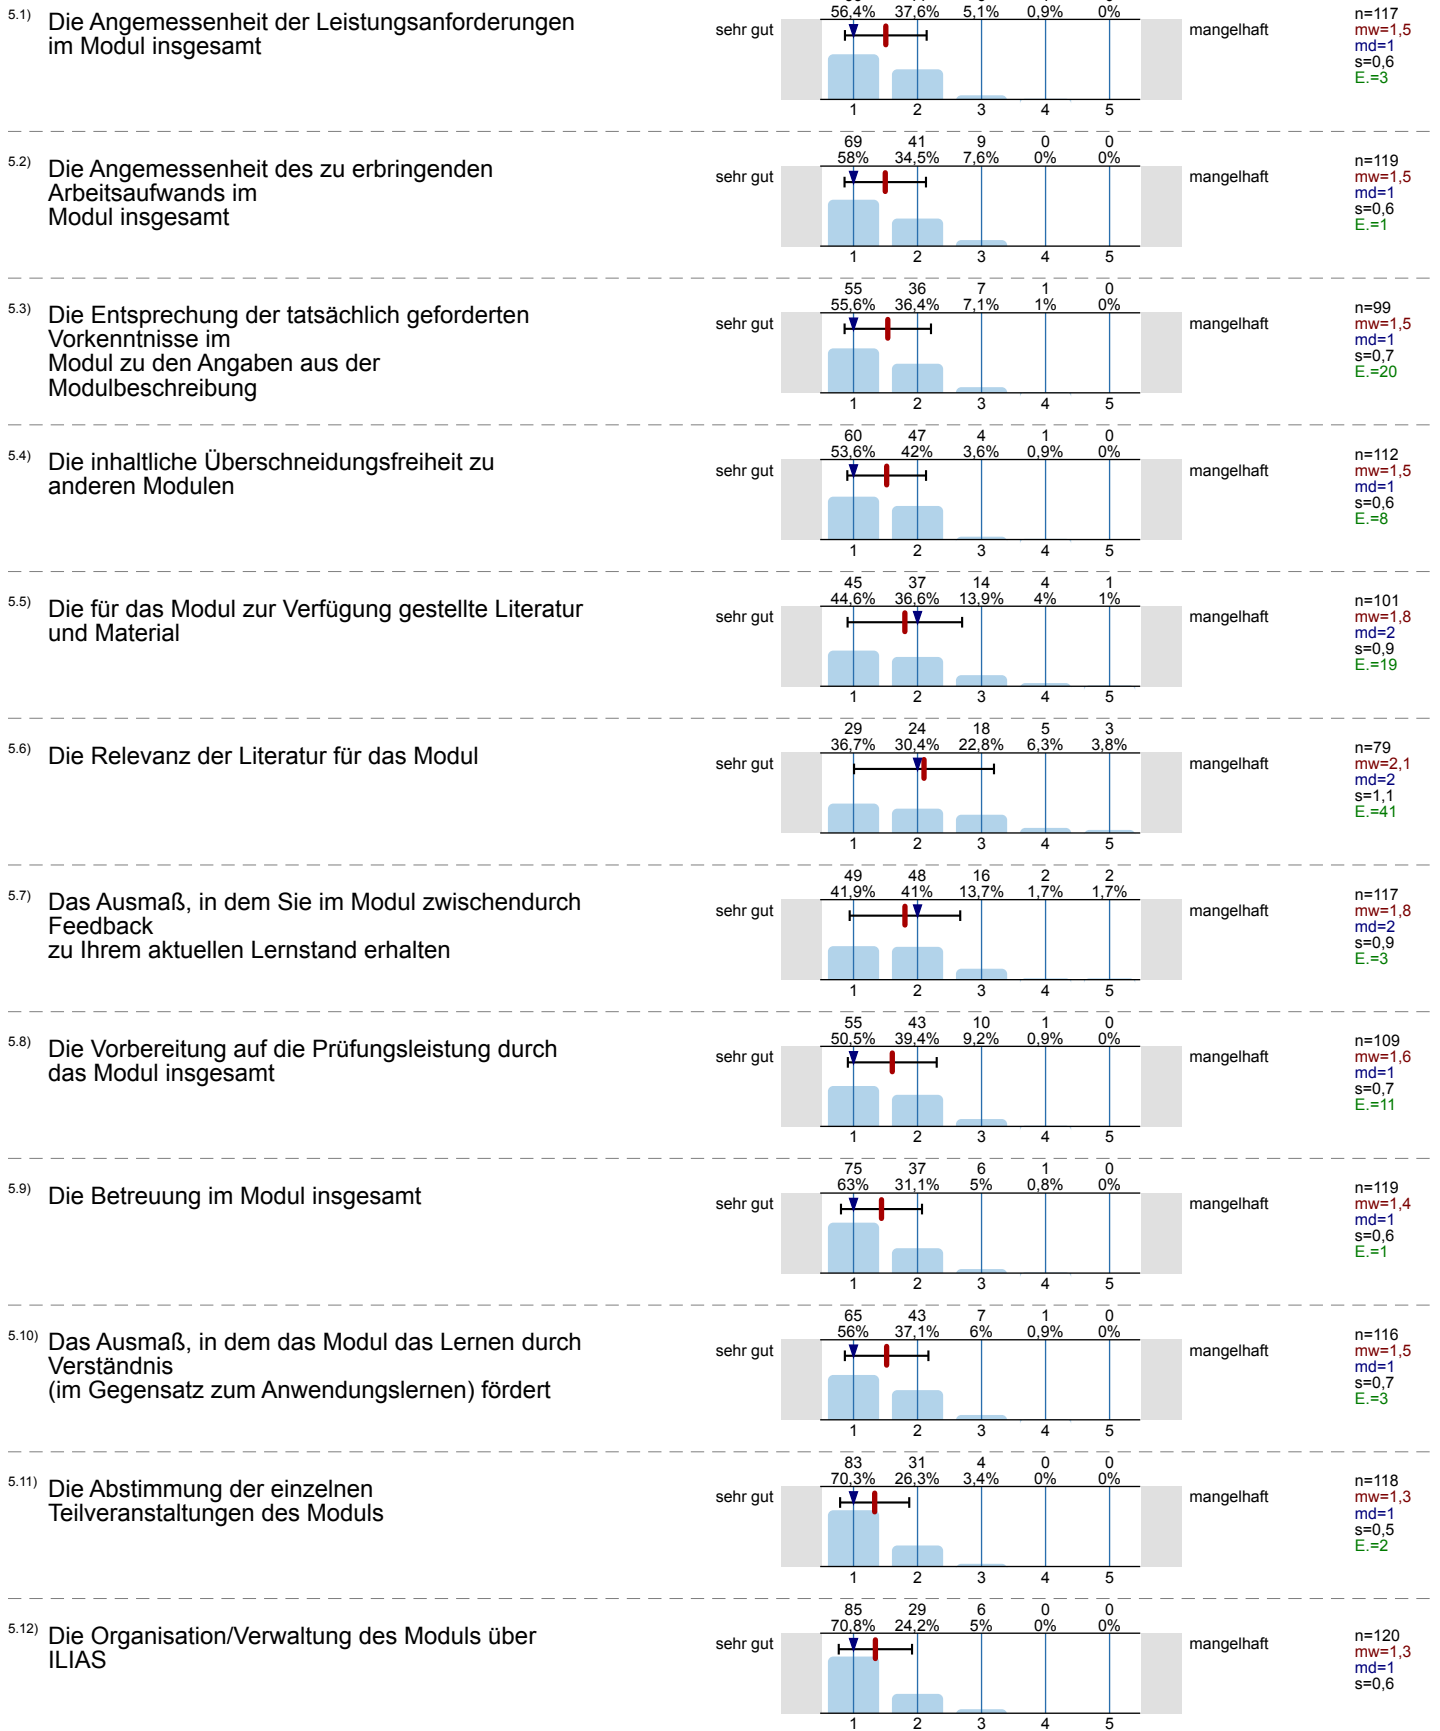 5.1) Die Angemessenheit der Leistungsanforderungen
im Modul insgesamt
sehr gut
56,4% 37,6% 5,1% 0,9% 0%
1 2 3 4 5
mangelhaft
n=117
mw=1,5
md=1
s=0,6
E.=3
5.2) Die Angemessenheit des zu erbringenden
Arbeitsaufwands im
Modul insgesamt
sehr gut
69 41 9 0 0
58% 34,5% 7,6% 0% 0%
1 2 3 4 5
mangelhaft
n=119
mw=1,5
md=1
s=0,6
E.=1
5.3) Die Entsprechung der tatsächlich geforderten
Vorkenntnisse im
Modul zu den Angaben aus der
Modulbeschreibung
sehr gut
55 36 7 1 0
55,6% 36,4% 7,1% 1% 0%
1 2 3 4 5
mangelhaft
n=99
mw=1,5
md=1
s=0,7
E.=20
5.4) Die inhaltliche Überschneidungsfreiheit zu
anderen Modulen
sehr gut
60 47 4 1 0
53,6% 42% 3,6% 0,9% 0%
1 2 3 4 5
mangelhaft
n=112
mw=1,5
md=1
s=0,6
E.=8
5.5) Die für das Modul zur Verfügung gestellte Literatur
und Material
sehr gut
45 37 14 4 1
44,6% 36,6% 13,9% 4% 1%
1 2 3 4 5
mangelhaft
n=101
mw=1,8
md=2
s=0,9
E.=19
5.6) Die Relevanz der Literatur für das Modul
sehr gut
29 24 18 5 3
36,7% 30,4% 22,8% 6,3% 3,8%
1 2 3 4 5
mangelhaft
n=79
mw=2,1
md=2
s=1,1
E.=41
5.7) Das Ausmaß, in dem Sie im Modul zwischendurch
Feedback
zu Ihrem aktuellen Lernstand erhalten
sehr gut
49 48 16 2 2
41,9% 41% 13,7% 1,7% 1,7%
1 2 3 4 5
mangelhaft
n=117
mw=1,8
md=2
s=0,9
E.=3
5.8) Die Vorbereitung auf die Prüfungsleistung durch
das Modul insgesamt
sehr gut
55 43 10 1 0
50,5% 39,4% 9,2% 0,9% 0%
1 2 3 4 5
mangelhaft
n=109
mw=1,6
md=1
s=0,7
E.=11
5.9) Die Betreuung im Modul insgesamt
sehr gut
75 37 6 1 0
63% 31,1% 5% 0,8% 0%
1 2 3 4 5
mangelhaft
n=119
mw=1,4
md=1
s=0,6
E.=1
5.10) Das Ausmaß, in dem das Modul das Lernen durch
Verständnis
(im Gegensatz zum Anwendungslernen) fördert
sehr gut
65 43 7 1 0
56% 37,1% 6% 0,9% 0%
1 2 3 4 5
mangelhaft
n=116
mw=1,5
md=1
s=0,7
E.=3
5.11) Die Abstimmung der einzelnen
Teilveranstaltungen des Moduls
sehr gut
83 31 4 0 0
70,3% 26,3% 3,4% 0% 0%
1 2 3 4 5
mangelhaft
n=118
mw=1,3
md=1
s=0,5
E.=2
5.12) Die Organisation/Verwaltung des Moduls über
ILIAS
sehr gut
85 29 6 0 0
70,8% 24,2% 5% 0% 0%
1 2 3 4 5
mangelhaft
n=120
mw=1,3
md=1
s=0,6